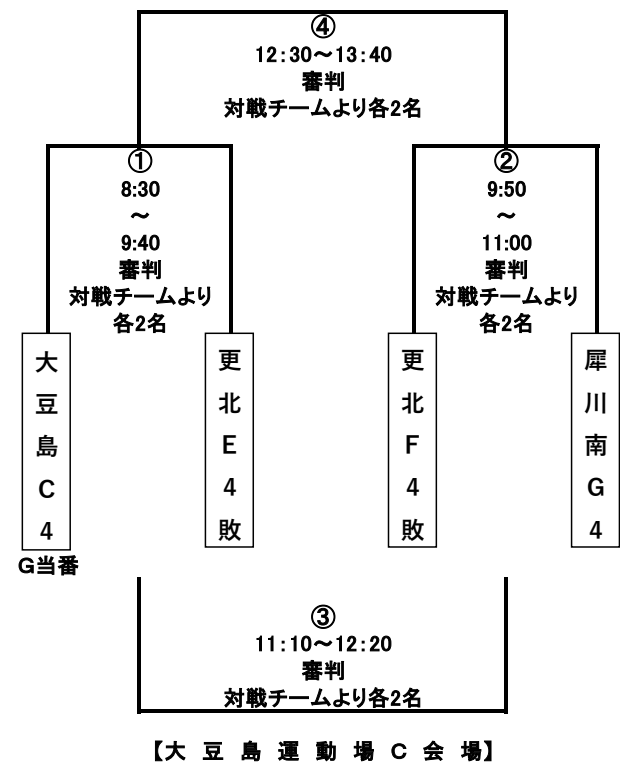 ④
12:30～13:40
審判
対戦チームより各2名
①
8:30
～
9:40
審判
対戦チームより
各2名
②
9:50
～
11:00
審判
対戦チームより
各2名
大豆島C4
更北E4敗
更北F4敗
犀川南G4
G当番
③
11:10～12:20
審判
対戦チームより各2名
【大豆島運動場C会場】